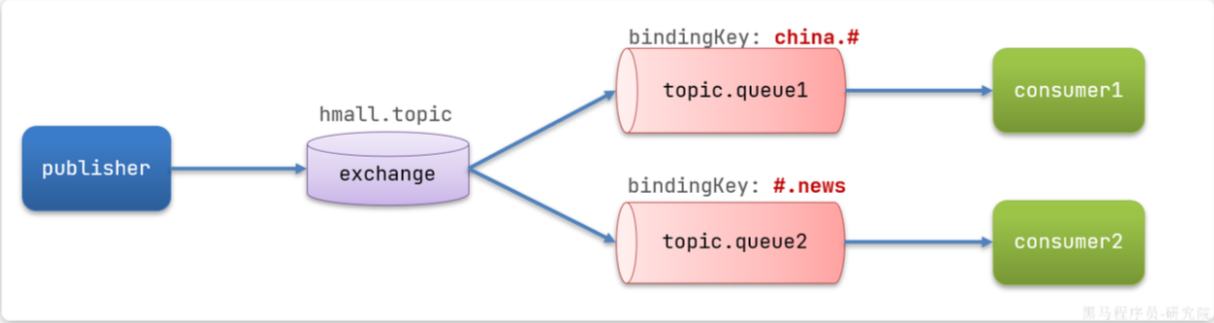 bindingKey: china.#
topic.queue1
consumer1
hmall.topic
publisher
exchange
bindingKey: #.news
topic.queue2
consumer2
黑马程序员-研究院